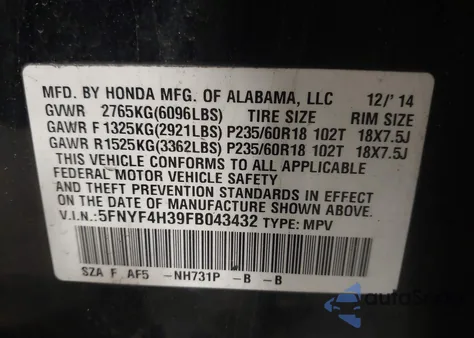 MFD. BY HONDA MFG. OF ALABAMA, LLC 12/'14
GVWR 2765KG(6096LBS) TIRE SIZE RIM SIZE
GAWR F 1325KG(2921LBS) P235/60R18 102T 18X7.5J
GAWR R 1525KG(3362LBS) P235/60R18 102T 18X7.5J
THIS VEHICLE CONFORMS TO ALL APPLICABLE
FEDERAL MOTOR VEHICLE SAFETY
AND THEFT PREVENTION STANDARDS IN EFFECT
ON THE DATE OF MANUFACTURE SHOWN ABOVE.
V.I.N.:5FNYF4H39FB043432 TYPE: MPV
SZA F AF5 -NH731P -B -B